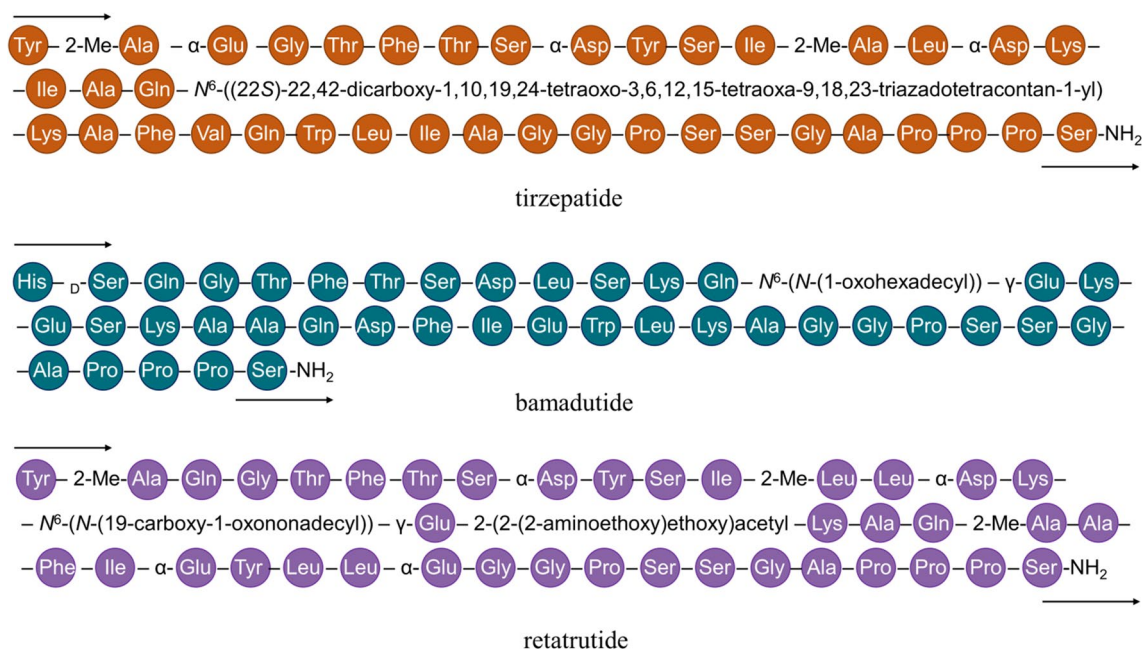 Tyr – 2-Me – Ala – α – Glu – Gly – Thr – Phe – Thr – Ser – α – Asp – Tyr – Ser – Ile – 2-Me – Ala – Leu – α – Asp – Lys –
– Ile – Ala – Gln – N⁶-((22S)-22,42-dicarboxy-1,10,19,24-tetraoxo-3,6,12,15-tetraoxa-9,18,23-triazadotetracontan-1-yl)
– Lys – Ala – Phe – Val – Gln – Trp – Leu – Ile – Ala – Gly – Gly – Pro – Ser – Ser – Gly – Ala – Pro – Pro – Pro – Ser -NH₂
tirzepatide
His – D- Ser – Gln – Gly – Thr – Phe – Thr – Ser – Asp – Leu – Ser – Lys – Gln – N⁶-(N-(1-oxohexadecyl)) – γ – Glu – Lys –
– Glu – Ser – Lys – Ala – Ala – Gln – Asp – Phe – Ile – Glu – Trp – Leu – Lys – Ala – Gly – Gly – Pro – Ser – Ser – Gly
– Ala – Pro – Pro – Pro – Ser -NH₂
bamadutide
Tyr – 2-Me – Ala – Gln – Gly – Thr – Phe – Thr – Ser – α – Asp – Tyr – Ser – Ile – 2-Me – Leu – Leu – α – Asp – Lys –
– N⁶-(N-(19-carboxy-1-oxononadecyl)) – γ – Glu – 2-(2-(2-aminoethoxy)ethoxy)acetyl – Lys – Ala – Gln – 2-Me – Ala – Ala
– Phe – Ile – α – Glu – Tyr – Leu – Leu – α – Glu – Gly – Gly – Pro – Ser – Ser – Gly – Ala – Pro – Pro – Pro – Ser -NH₂
retatrutide